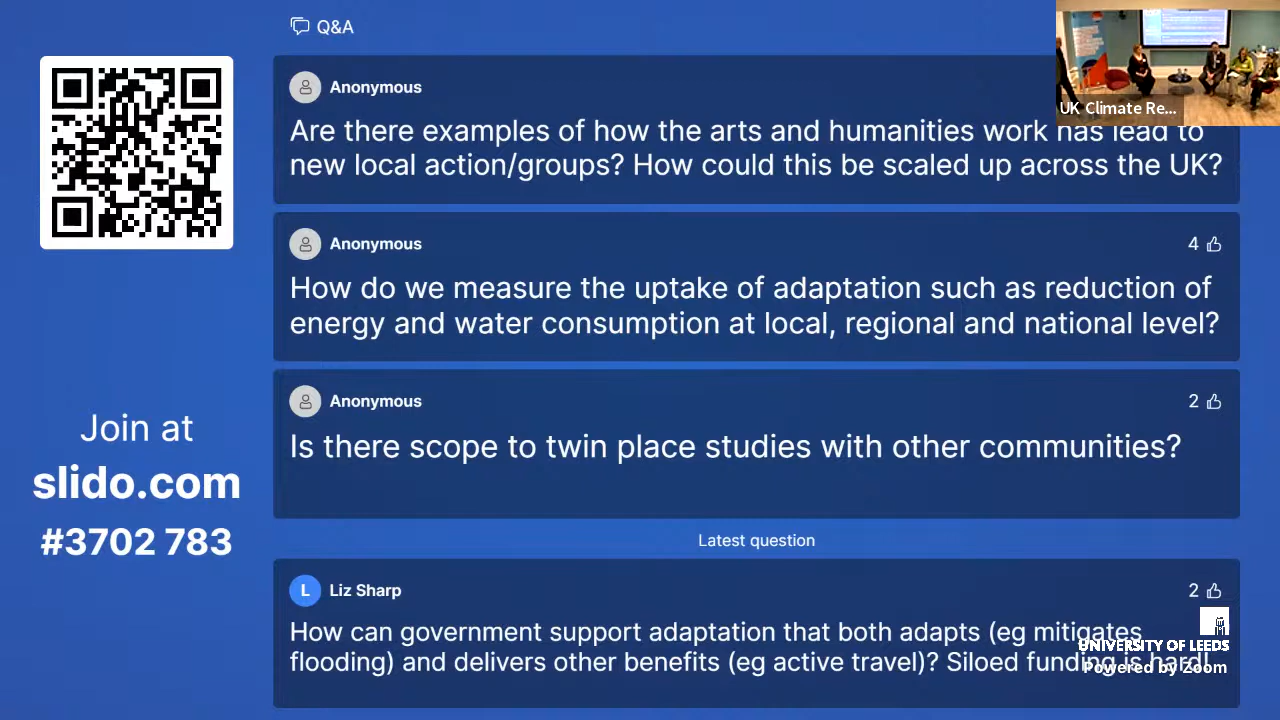 Q&A
Anonymous
Are there examples of how the arts and humanities work has lead to
new local action/groups? How could this be scaled up across the UK?
UK Climate Re...
Anonymous
4
How do we measure the uptake of adaptation such as reduction of
energy and water consumption at local, regional and national level?
Anonymous
2
Is there scope to twin place studies with other communities?
Join at
slido.com
#3702 783
Latest question
L
Liz Sharp
2
How can government support adaptation that both adapts (eg mitigates
flooding) and delivers other benefits (eg active travel)? Siloed funding is hard!
UNIVERSITY OF LEEDS
Powered by Zoom